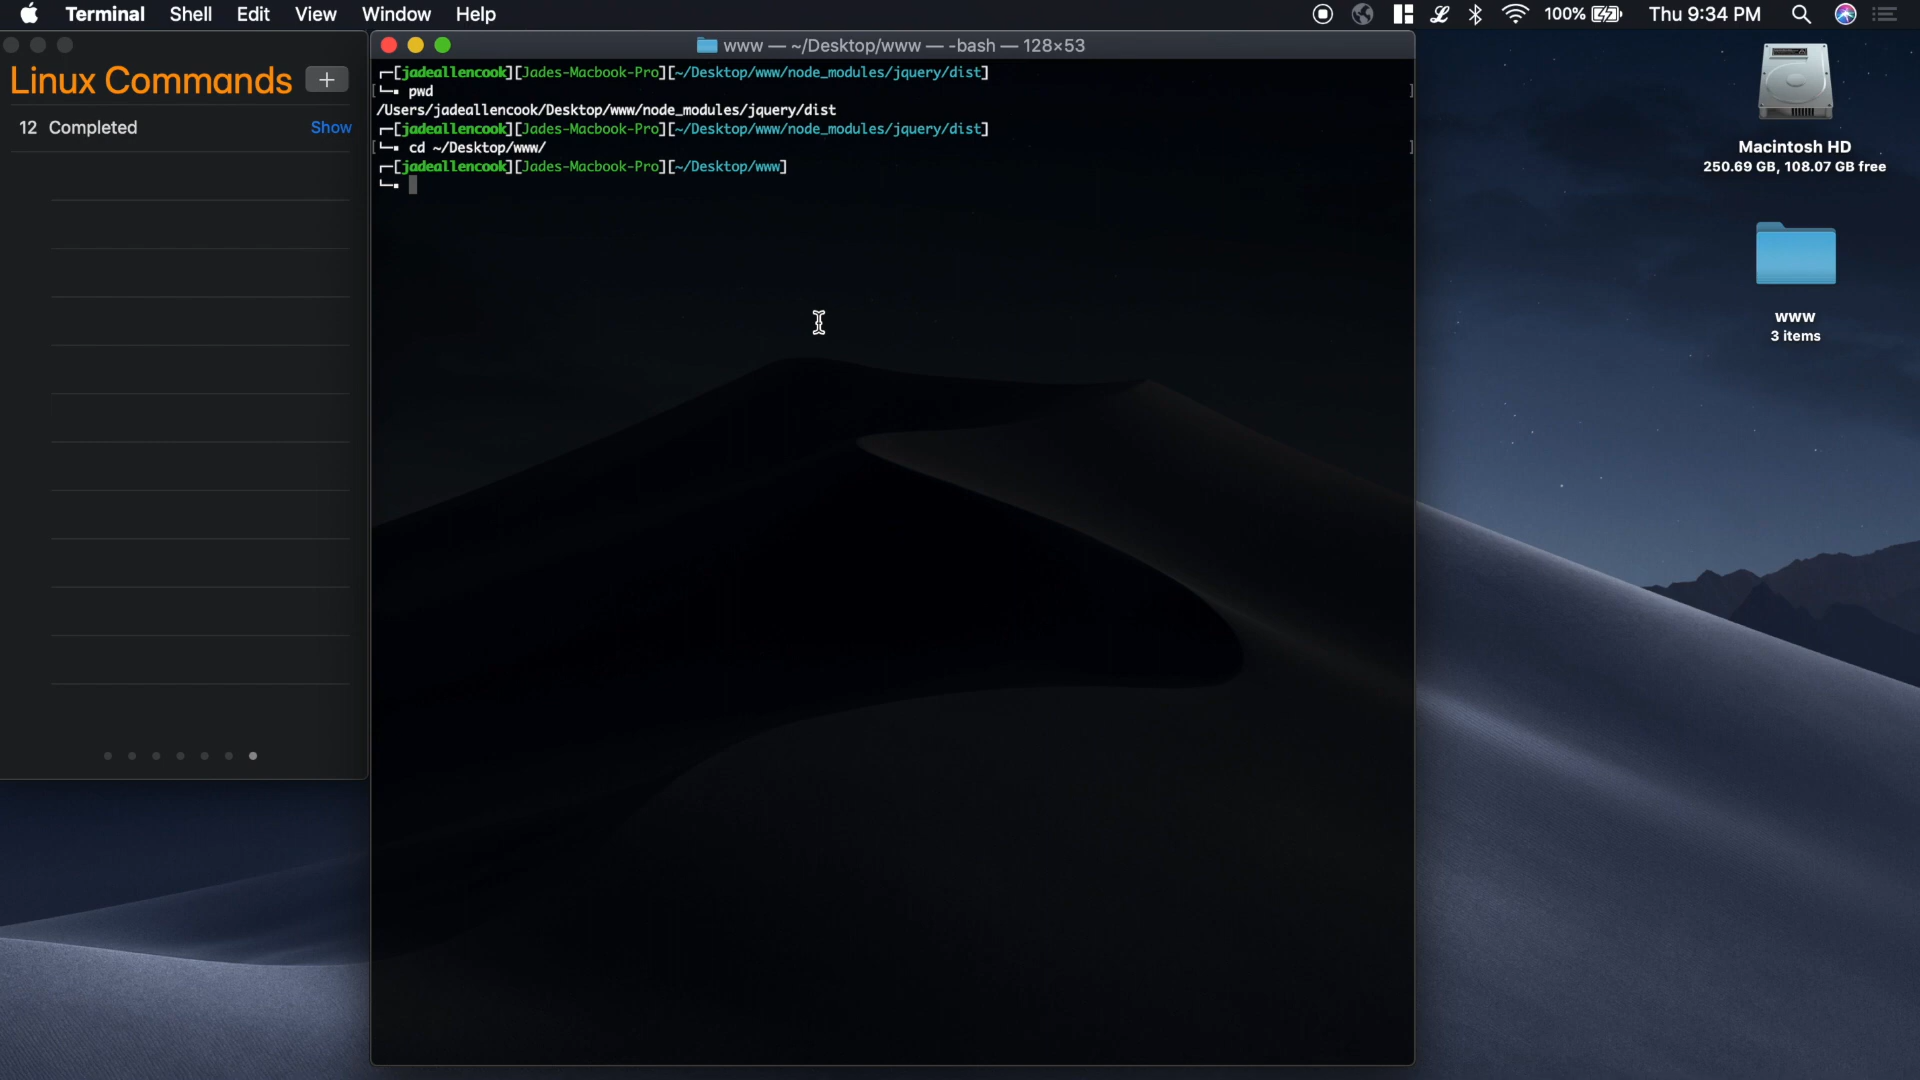 Terminal Shell Edit View Window Help
100% Thu 9:34 PM
Linux Commands +
12 Completed Show
www — ~/Desktop/www — -bash — 128×53
┌─[jadeallencook][Jades-Macbook-Pro][~/Desktop/www/node_modules/jquery/dist]
[└─▪ pwd ]
/Users/jadeallencook/Desktop/www/node_modules/jquery/dist
┌─[jadeallencook][Jades-Macbook-Pro][~/Desktop/www/node_modules/jquery/dist]
[└─▪ cd ~/Desktop/www/ ]
┌─[jadeallencook][Jades-Macbook-Pro][~/Desktop/www]
└─▪
Macintosh HD
250.69 GB, 108.07 GB free
www
3 items